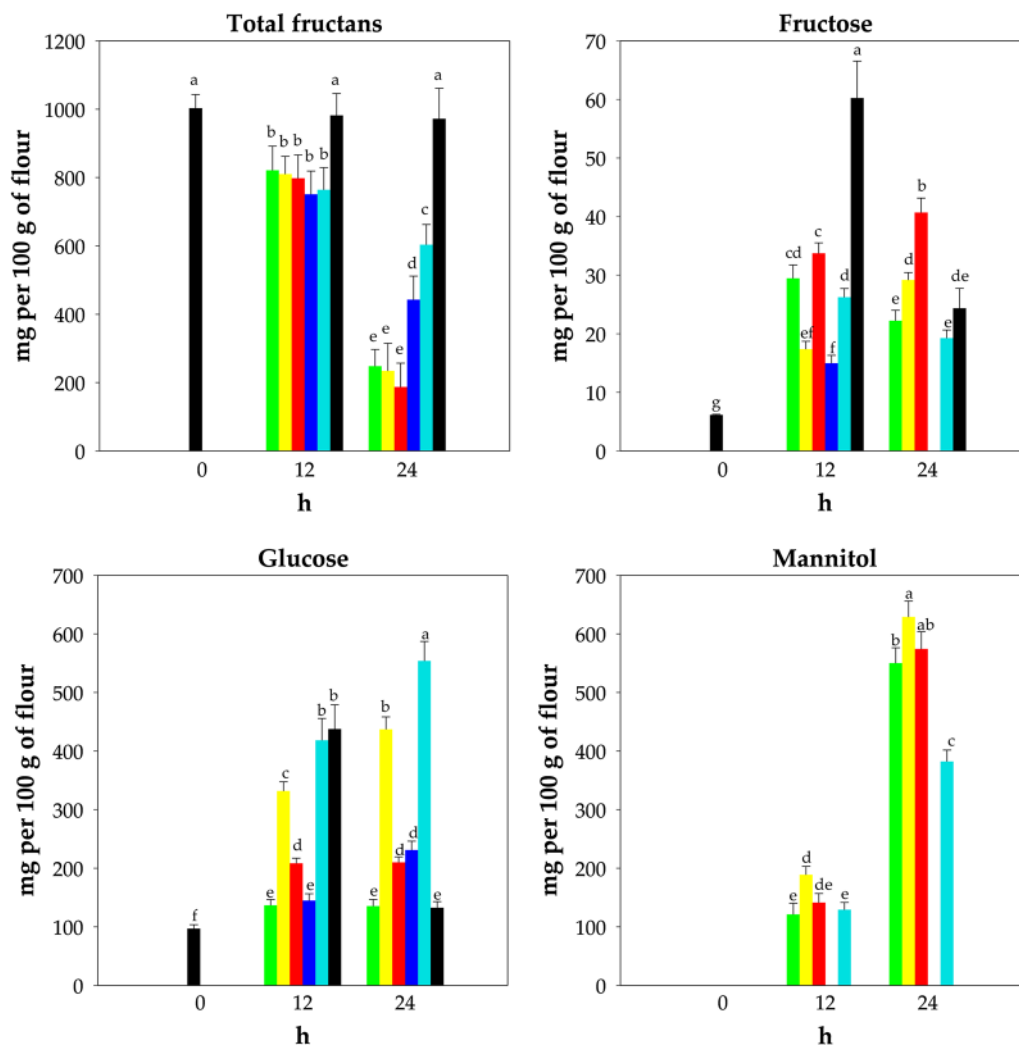 Total fructans
mg per 100 g of flour
1200
1000
800
600
400
200
0
a
b b b b b a
e e e d c a
0 12 24
h
Fructose
mg per 100 g of flour
70
60
50
40
30
20
10
0
g
cd ef c f d a
e d b e de
0 12 24
h
Glucose
mg per 100 g of flour
700
600
500
400
300
200
100
0
f
e c d e b b
e b d d a e
0 12 24
h
Mannitol
mg per 100 g of flour
700
600
500
400
300
200
100
0
e d de e
b a ab c
0 12 24
h